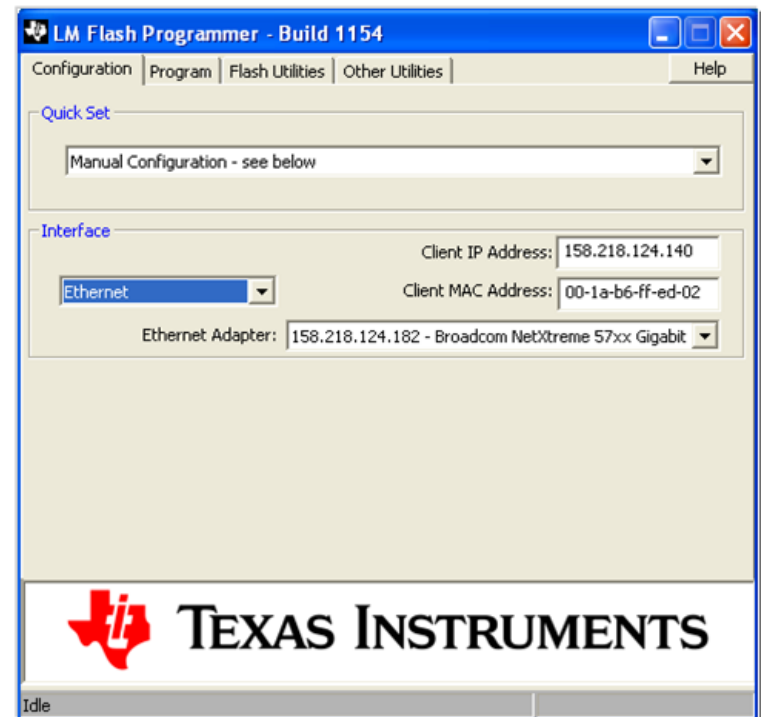 LM Flash Programmer - Build 1154
Configuration Program Flash Utilities Other Utilities Help
Quick Set
Manual Configuration - see below
Interface
Client IP Address: 158.218.124.140
Ethernet Client MAC Address: 00-1a-b6-ff-ed-02
Ethernet Adapter: 158.218.124.182 - Broadcom NetXtreme 57xx Gigabit
ti
TEXAS INSTRUMENTS
Idle